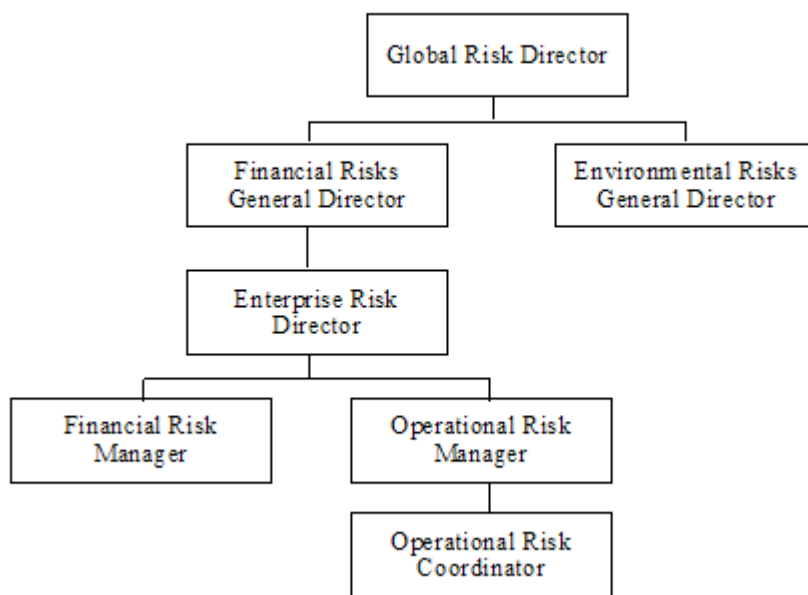 Global Risk Director
Financial Risks
General Director
Environmental Risks
General Director
Enterprise Risk
Director
Financial Risk
Manager
Operational Risk
Manager
Operational Risk
Coordinator